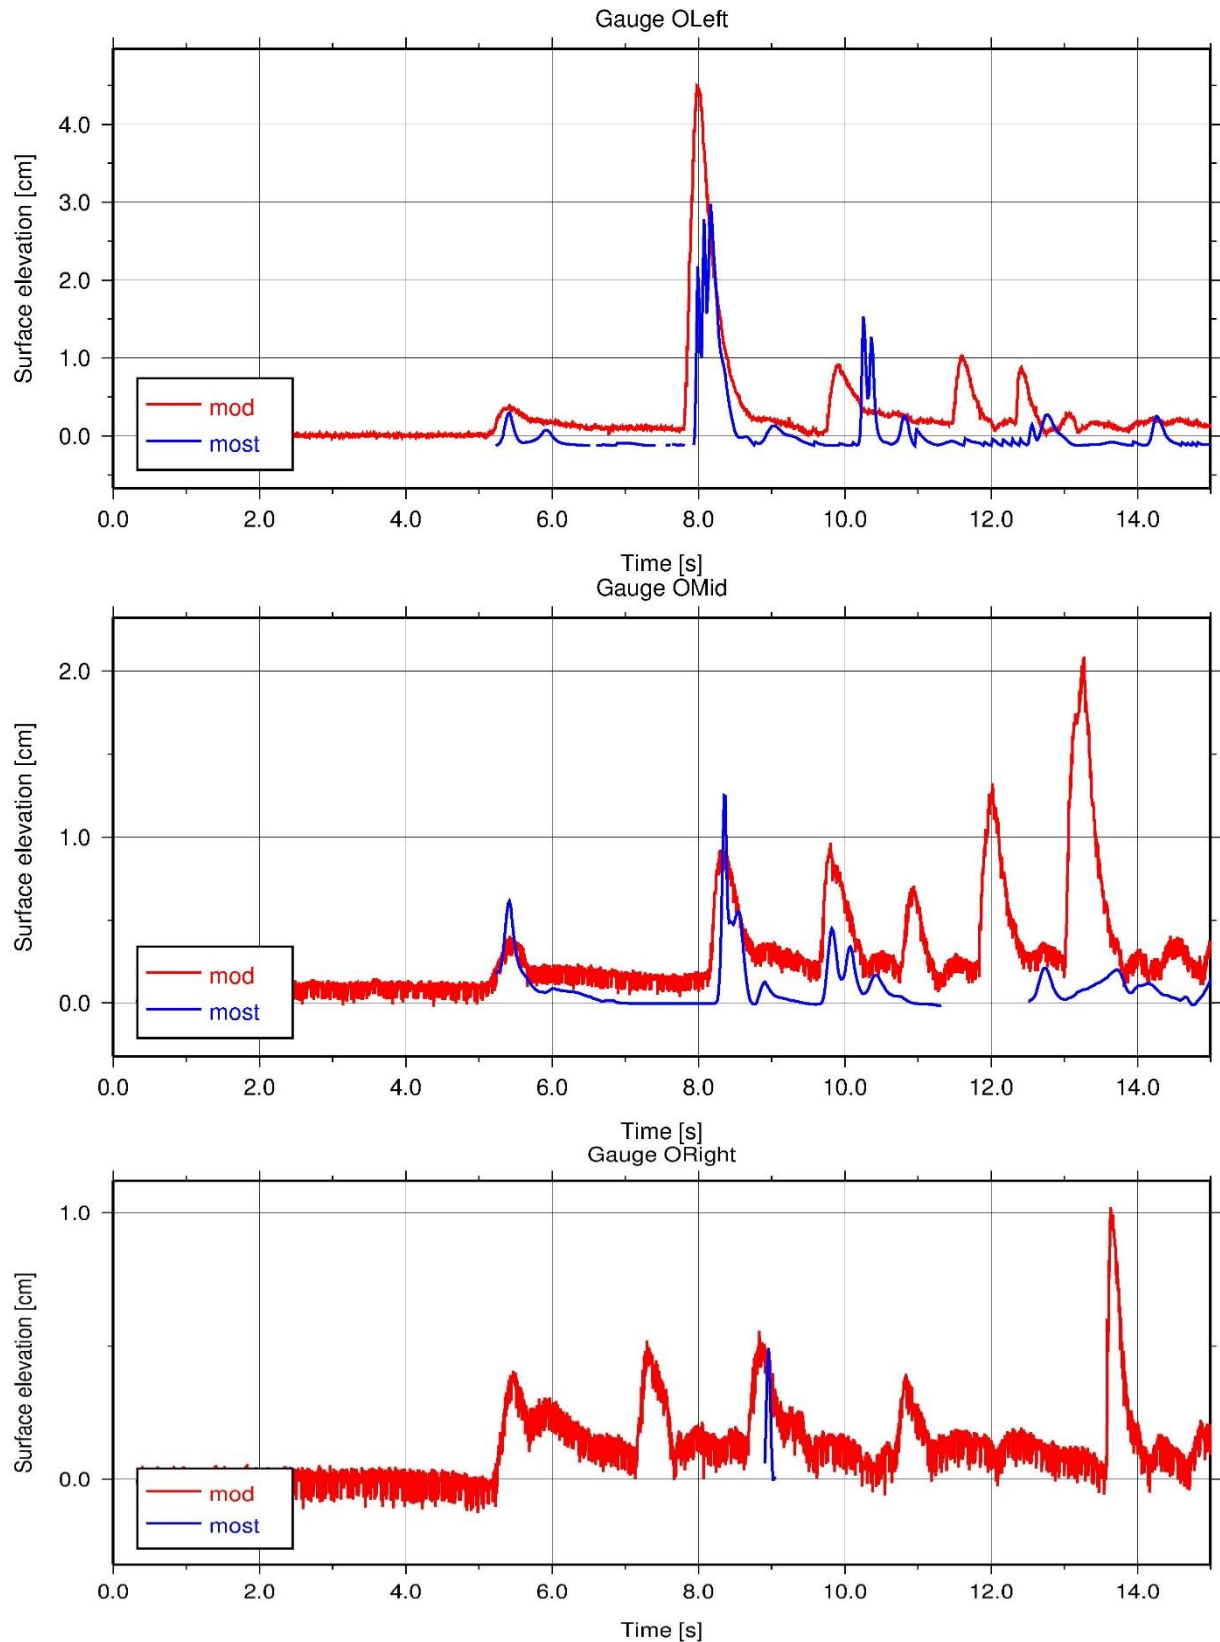 Gauge OLeft
Surface elevation [cm]
4.0
3.0
2.0
1.0
0.0
mod
most
0.0 2.0 4.0 6.0 8.0 10.0 12.0 14.0
Time [s]
Gauge OMid
Surface elevation [cm]
2.0
1.0
0.0
mod
most
0.0 2.0 4.0 6.0 8.0 10.0 12.0 14.0
Time [s]
Gauge ORight
Surface elevation [cm]
1.0
0.0
mod
most
0.0 2.0 4.0 6.0 8.0 10.0 12.0 14.0
Time [s]